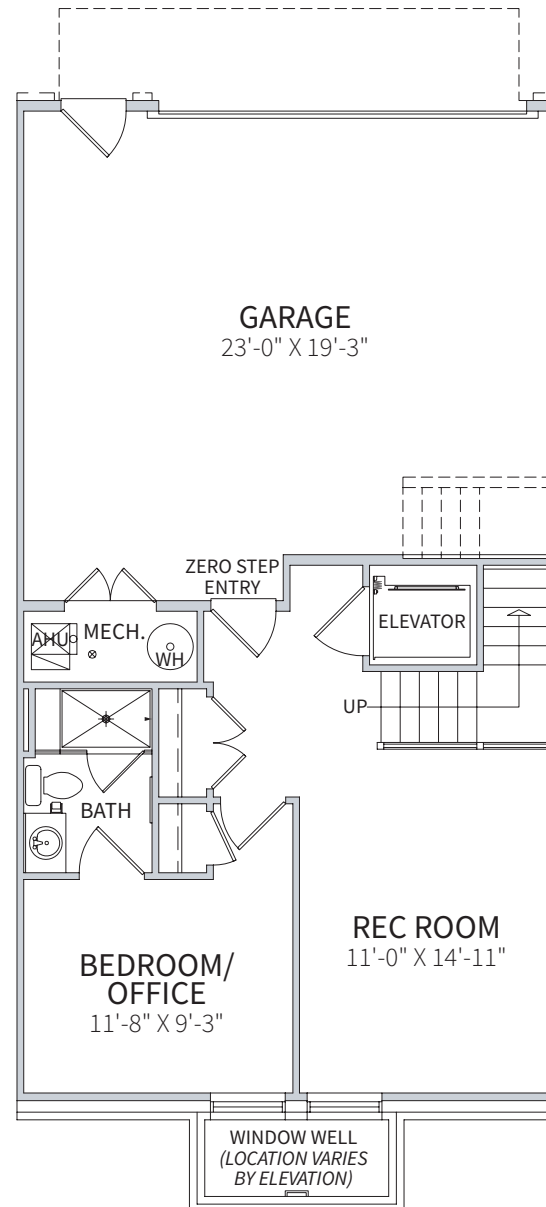 GARAGE
23'-0" X 19'-3"
ZERO STEP
ENTRY
AHU
MECH.
WH
ELEVATOR
UP
BATH
REC ROOM
11'-0" X 14'-11"
BEDROOM/
OFFICE
11'-8" X 9'-3"
WINDOW WELL
(LOCATION VARIES
BY ELEVATION)